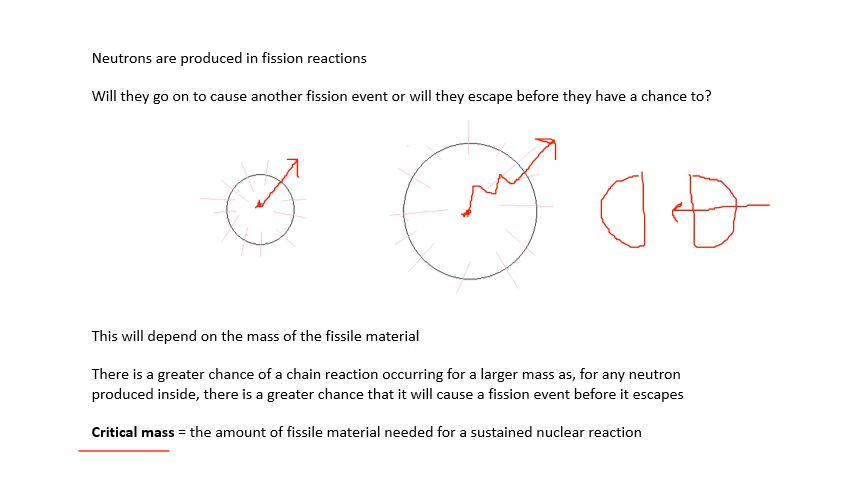 Neutrons are produced in fission reactions
Will they go on to cause another fission event or will they escape before they have a chance to?
This will depend on the mass of the fissile material
There is a greater chance of a chain reaction occurring for a larger mass as, for any neutron
produced inside, there is a greater chance that it will cause a fission event before it escapes
Critical mass = the amount of fissile material needed for a sustained nuclear reaction